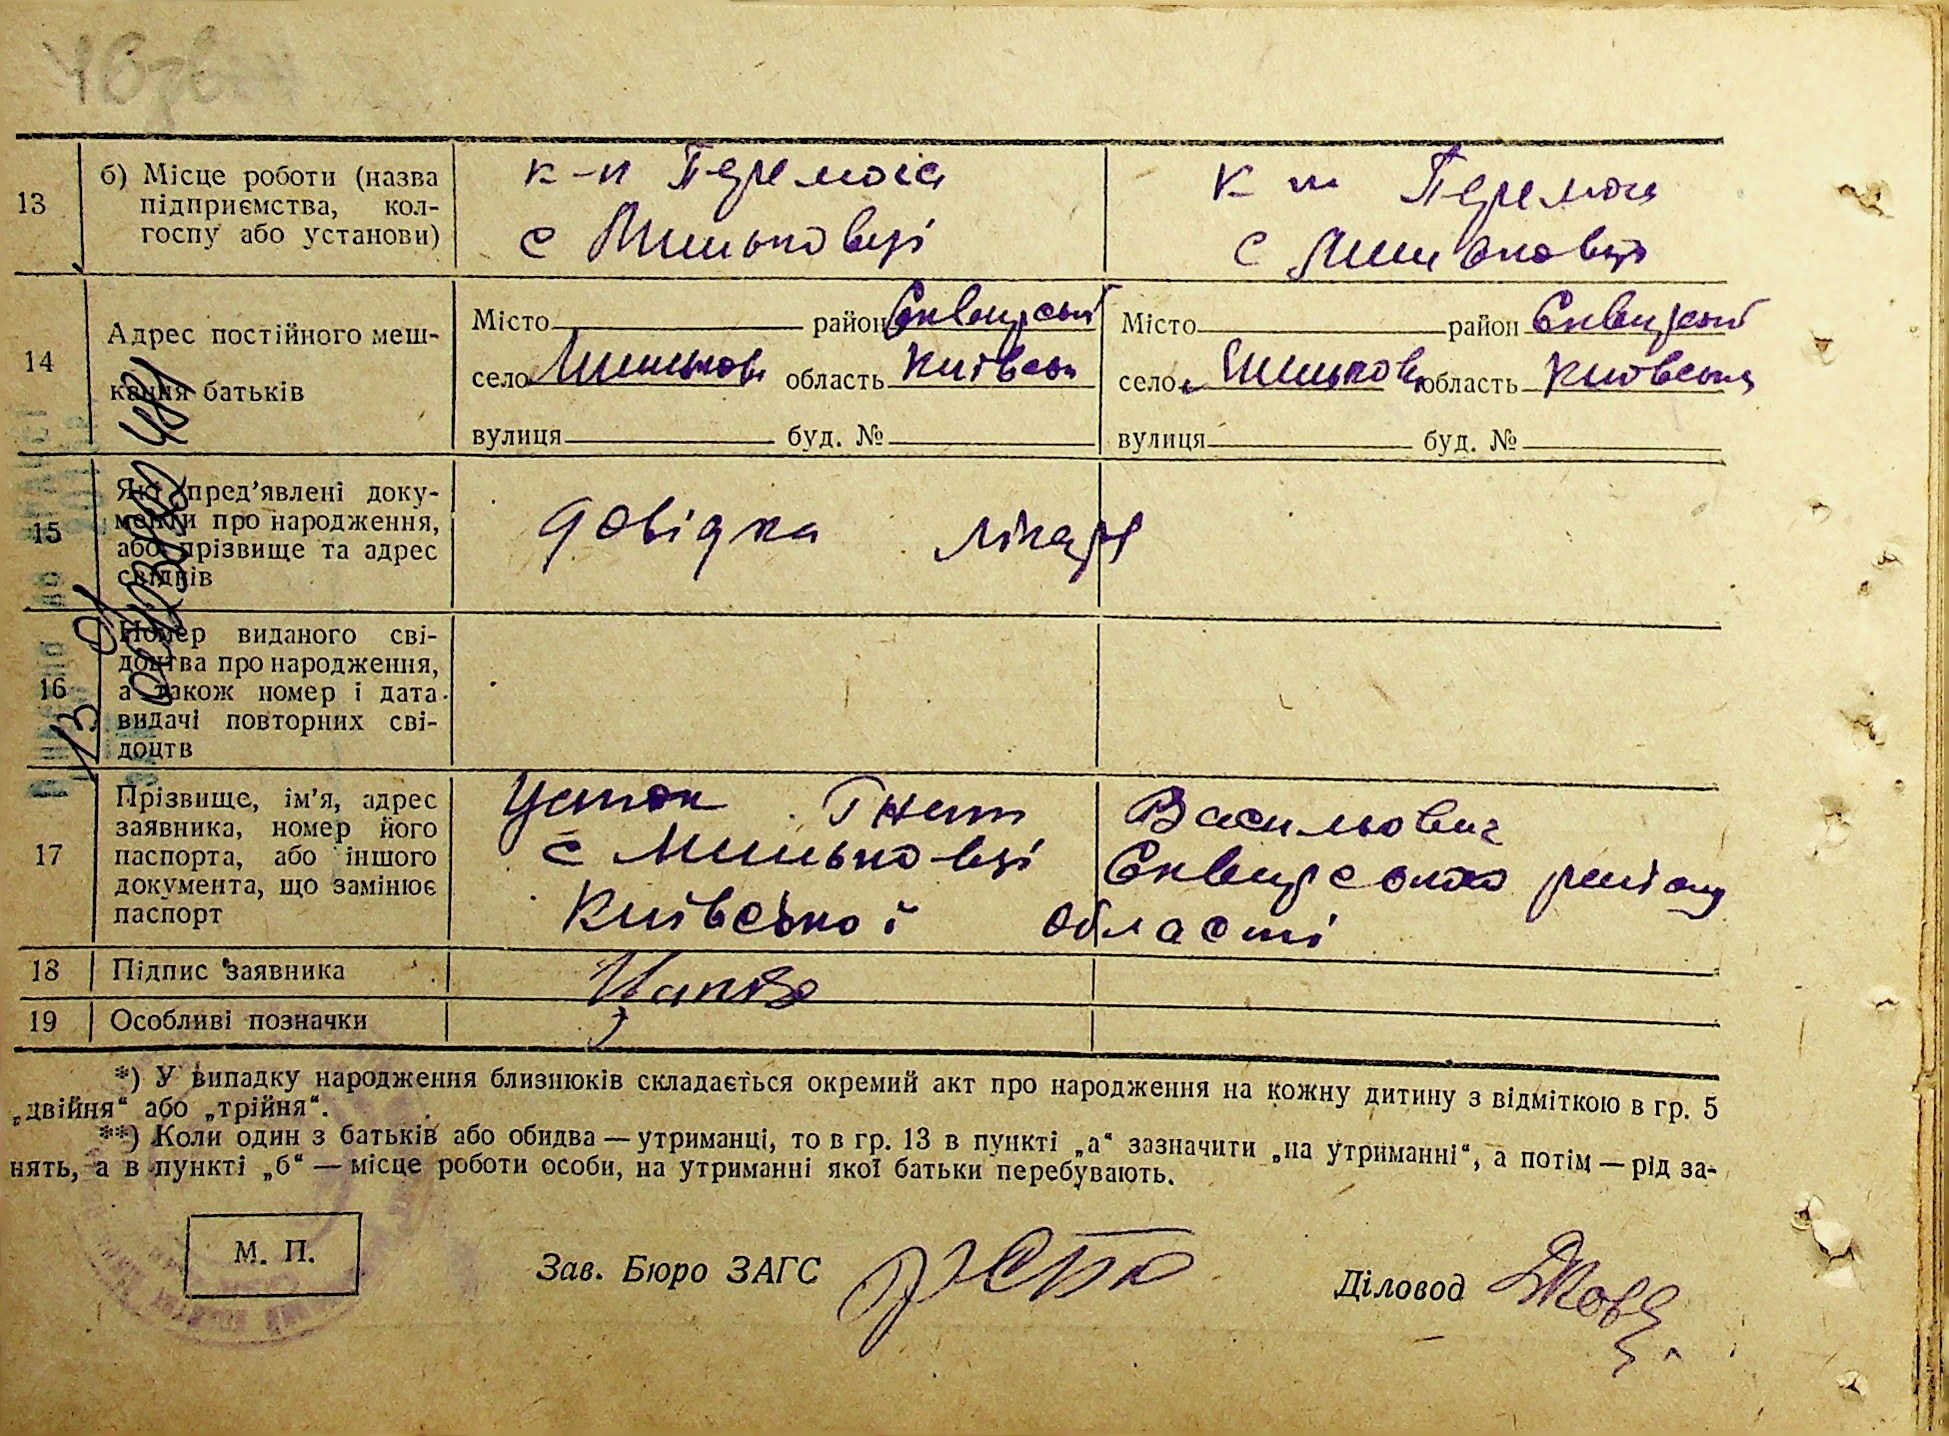 13
б) Місце роботи (назва
підприємства, кол-
госпу або установи)
к-п Перемога
с Миньковці
к-п Перемога
с Миньковці
14
Адрес постійного меш-
кання батьків
Місто район Сквирський
село Миньковці область Київська
вулиця буд. №
Місто район Сквирський
село Миньковці область Київська
вулиця буд. №
15
Які пред'явлені доку-
менти про народження,
або прізвище та адрес
свідків
довідка лікаря
16
Номер виданого сві-
доцтва про народження,
а також номер і дата
видачі повторних сві-
доцтв
17
Прізвище, ім'я, адрес
заявника, номер його
паспорта, або іншого
документа, що замінює
паспорт
Цапок Гнат Васильович
с Миньковці Сквирського району
Київської області
18
Підпис заявника
19
Особливі позначки
*) У випадку народження близнюків складається окремий акт про народження на кожну дитину з відміткою в гр. 5
„двійня“ або „трійня“.
**) Коли один з батьків або обидва — утриманці, то в гр. 13 в пункті „а“ зазначити „на утриманні“, а потім — рід за-
нять, а в пункті „б“ — місце роботи особи, на утриманні якої батьки перебувають.
М. П.
Зав. Бюро ЗАГС
Діловод